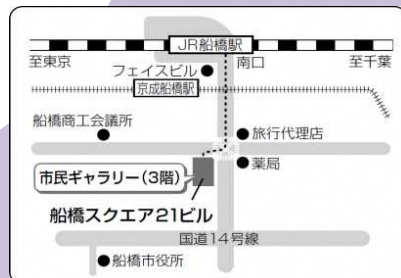 JR船橋駅
至東京
南口
至千葉
フェイスビル
京成船橋駅
船橋商工会議所
旅行代理店
薬局
市民ギャラリー(3階)
船橋スクエア21ビル
国道14号線
船橋市役所